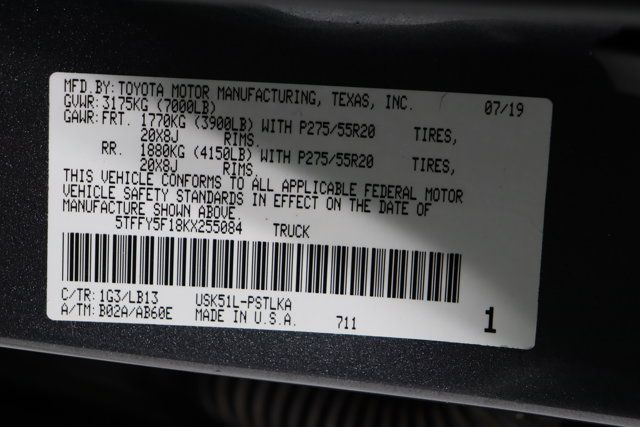 MFD.BY:TOYOTA MOTOR MANUFACTURING, TEXAS, INC. 07/19
GVWR:3175KG (7000LB)
GAWR:FRT. 1770KG (3900LB) WITH P275/55R20 TIRES,
20X8J RIMS.
RR. 1880KG (4150LB) WITH P275/55R20 TIRES,
20X8J RIMS.
THIS VEHICLE CONFORMS TO ALL APPLICABLE FEDERAL MOTOR
VEHICLE SAFETY STANDARDS IN EFFECT ON THE DATE OF
MANUFACTURE SHOWN ABOVE.
5TFFY5F18KX255084 TRUCK
C/TR:1G3/LB13 USK51L-PSTLKA
A/TM:B02A/AB60E MADE IN U.S.A. 711 1